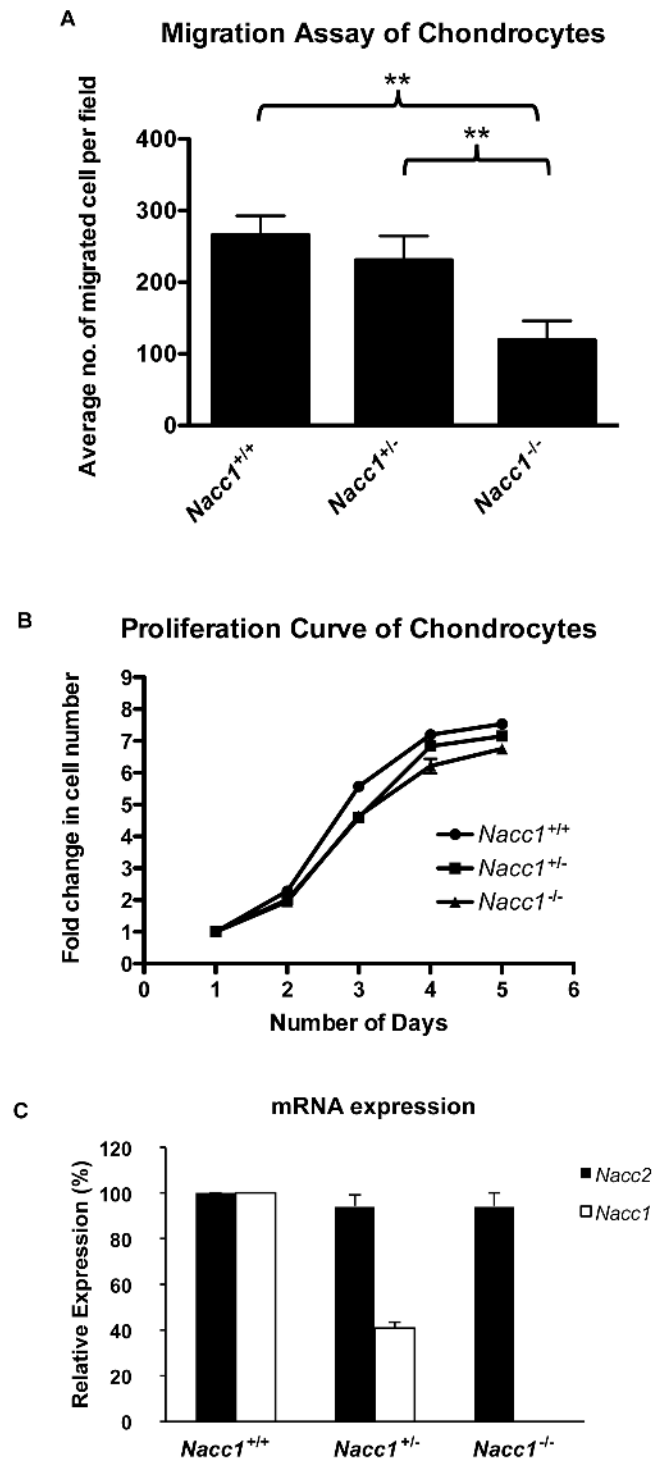 A
Migration Assay of Chondrocytes
**
**
Average no. of migrated cell per field
400
300
200
100
0
Nacc1+/+
Nacc1+/-
Nacc1-/-
B
Proliferation Curve of Chondrocytes
Fold change in cell number
9
8
7
6
5
4
3
2
1
0
Nacc1+/+
Nacc1+/-
Nacc1-/-
0 1 2 3 4 5 6
Number of Days
C
mRNA expression
Relative Expression (%)
120
100
80
60
40
20
0
Nacc2
Nacc1
Nacc1+/+ Nacc1+/- Nacc1-/-